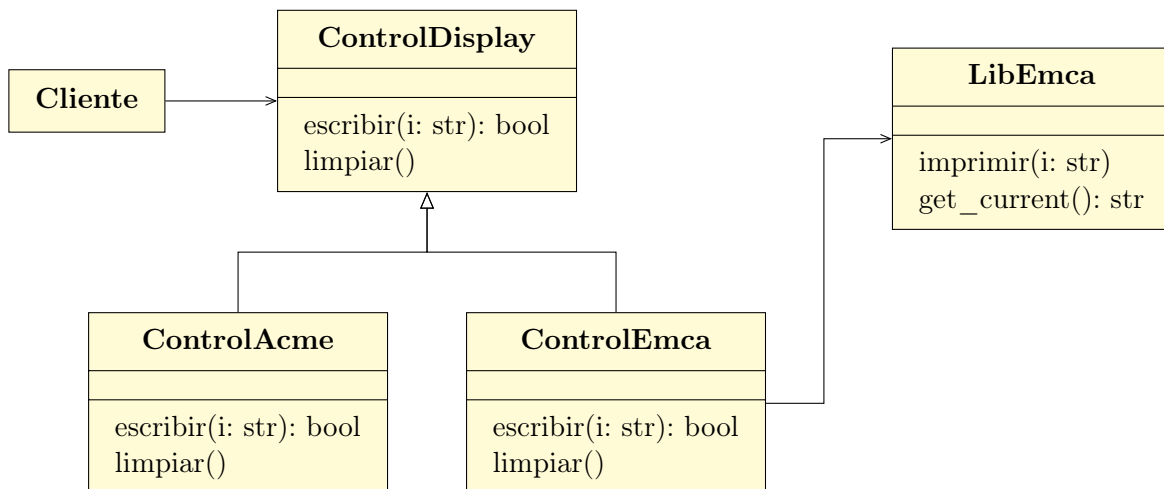 Cliente
ControlDisplay
escribir(i: str): bool
limpiar()
LibEmca
imprimir(i: str)
get_current(): str
ControlAcme
escribir(i: str): bool
limpiar()
ControlEmca
escribir(i: str): bool
limpiar()